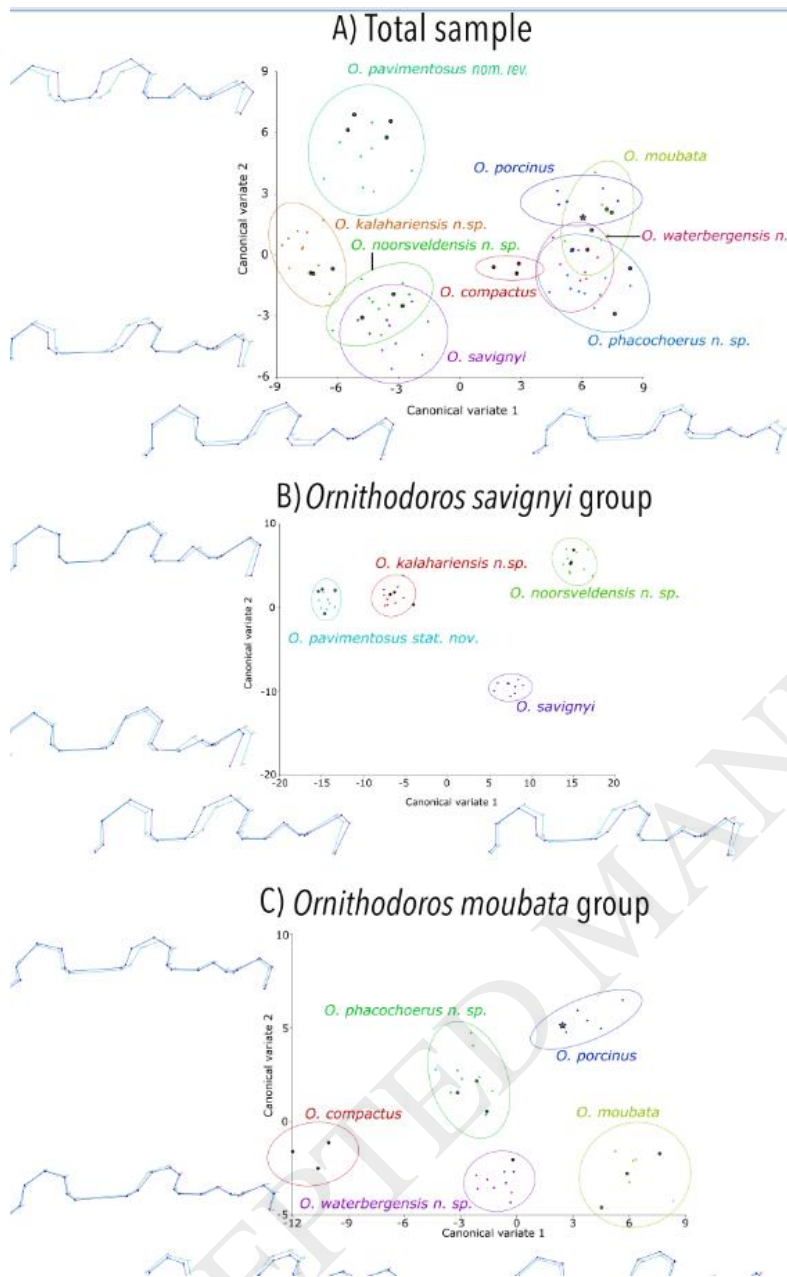 A) Total sample
O. pavimentosus nom. rev.
O. moubata
O. porcinus
O. kalahariensis n.sp.
O. waterbergensis n.
O. noorsveldensis n. sp.
O. compactus
O. phacochoerus n. sp.
O. savignyi
9
6
3
0
-3
-6
Canonical variate 2
-9 -6 -3 0 3 6 9
Canonical variate 1
B) Ornithodoros savignyi group
O. kalahariensis n.sp.
O. noorsveldensis n. sp.
O. pavimentosus stat. nov.
O. savignyi
10
0
-10
-20
Canonical variate 2
-20 -15 -10 -5 0 5 10 15 20
Canonical variate 1
C) Ornithodoros moubata group
O. phacochoerus n. sp.
O. porcinus
O. compactus
O. moubata
O. waterbergensis n. sp.
10
5
0
-5
Canonical variate 2
-12 -9 -6 -3 0 3 6 9
Canonical variate 1
EPTED MAN